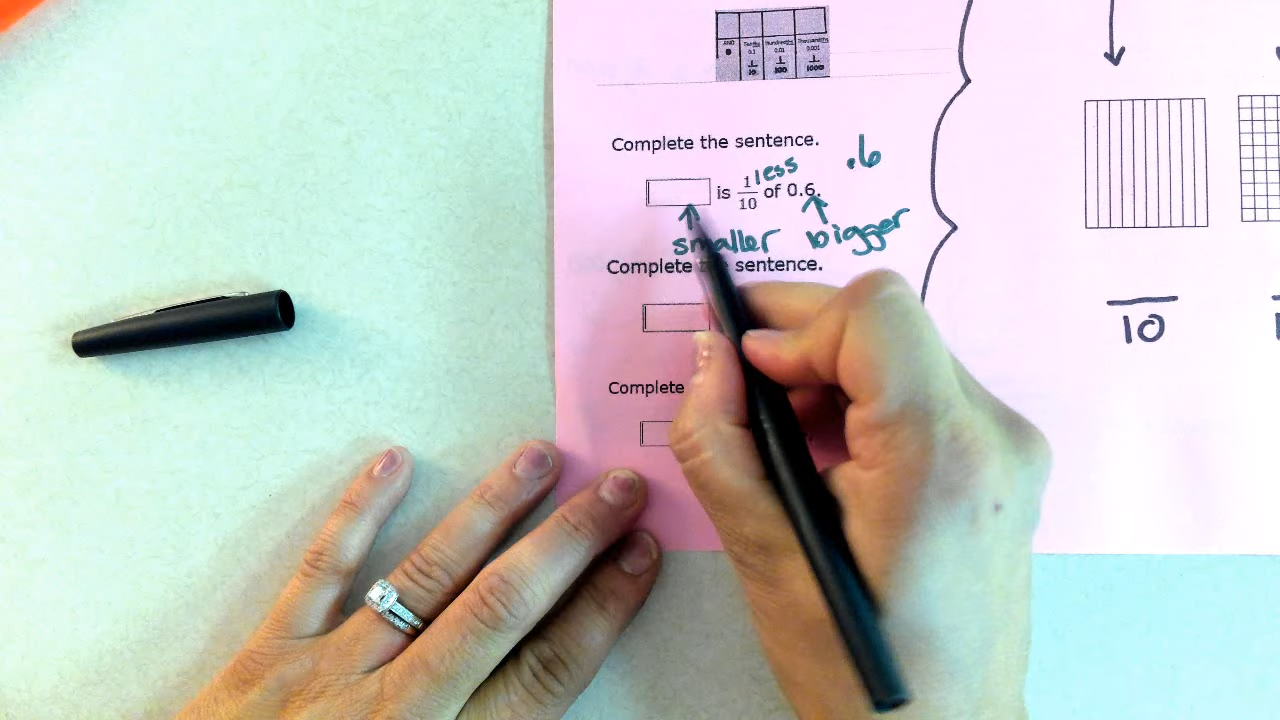 AND Tenths Hundredths Thousandths
0.1 0.01 0.001
1/10 1/100 1/1000
Complete the sentence.
.6
less
is 1/10 of 0.6.
smaller bigger
Complete sentence.
10
Complete